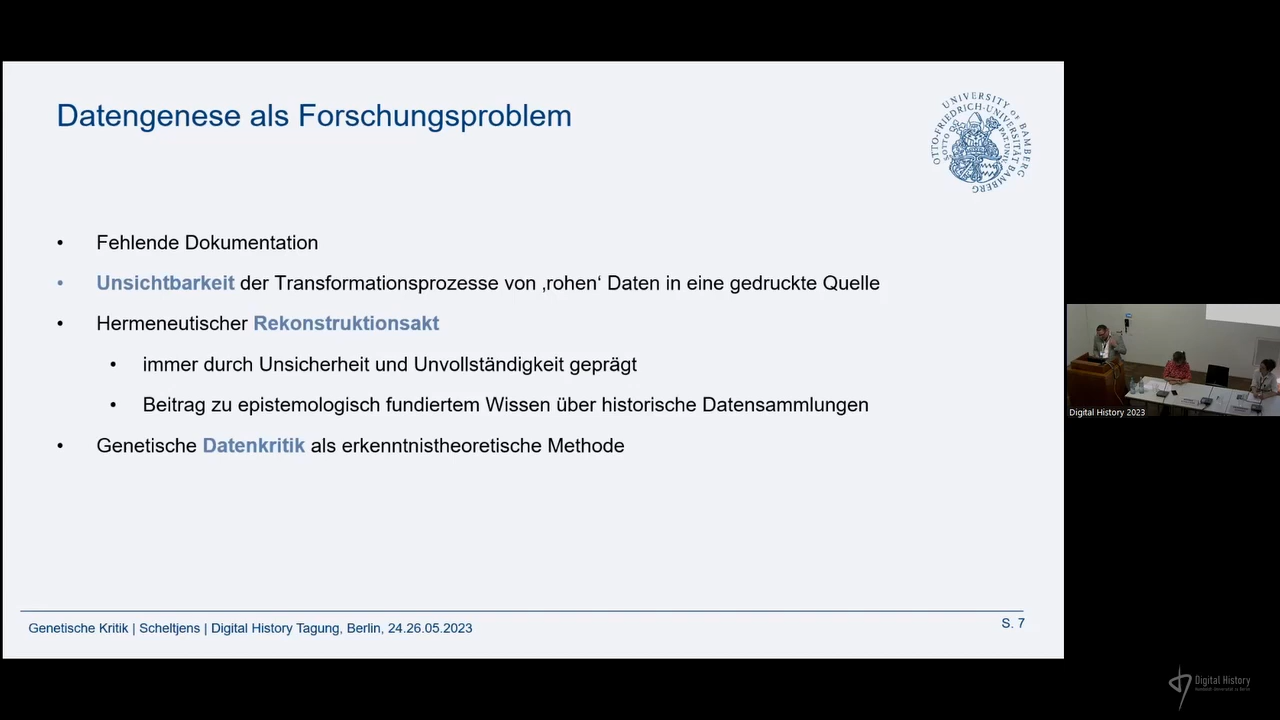 Datengenese als Forschungsproblem
UNIVERSITY OF BAMBERG
OTTO-FRIEDRICH-UNIVERSITÄT BAMBERG
• Fehlende Dokumentation
• Unsichtbarkeit der Transformationsprozesse von ‚rohen‘ Daten in eine gedruckte Quelle
• Hermeneutischer Rekonstruktionsakt
• immer durch Unsicherheit und Unvollständigkeit geprägt
• Beitrag zu epistemologisch fundiertem Wissen über historische Datensammlungen
• Genetische Datenkritik als erkenntnistheoretische Methode
Genetische Kritik | Scheltjens | Digital History Tagung, Berlin, 24.26.05.2023
S. 7
Digital History 2023
Digital History